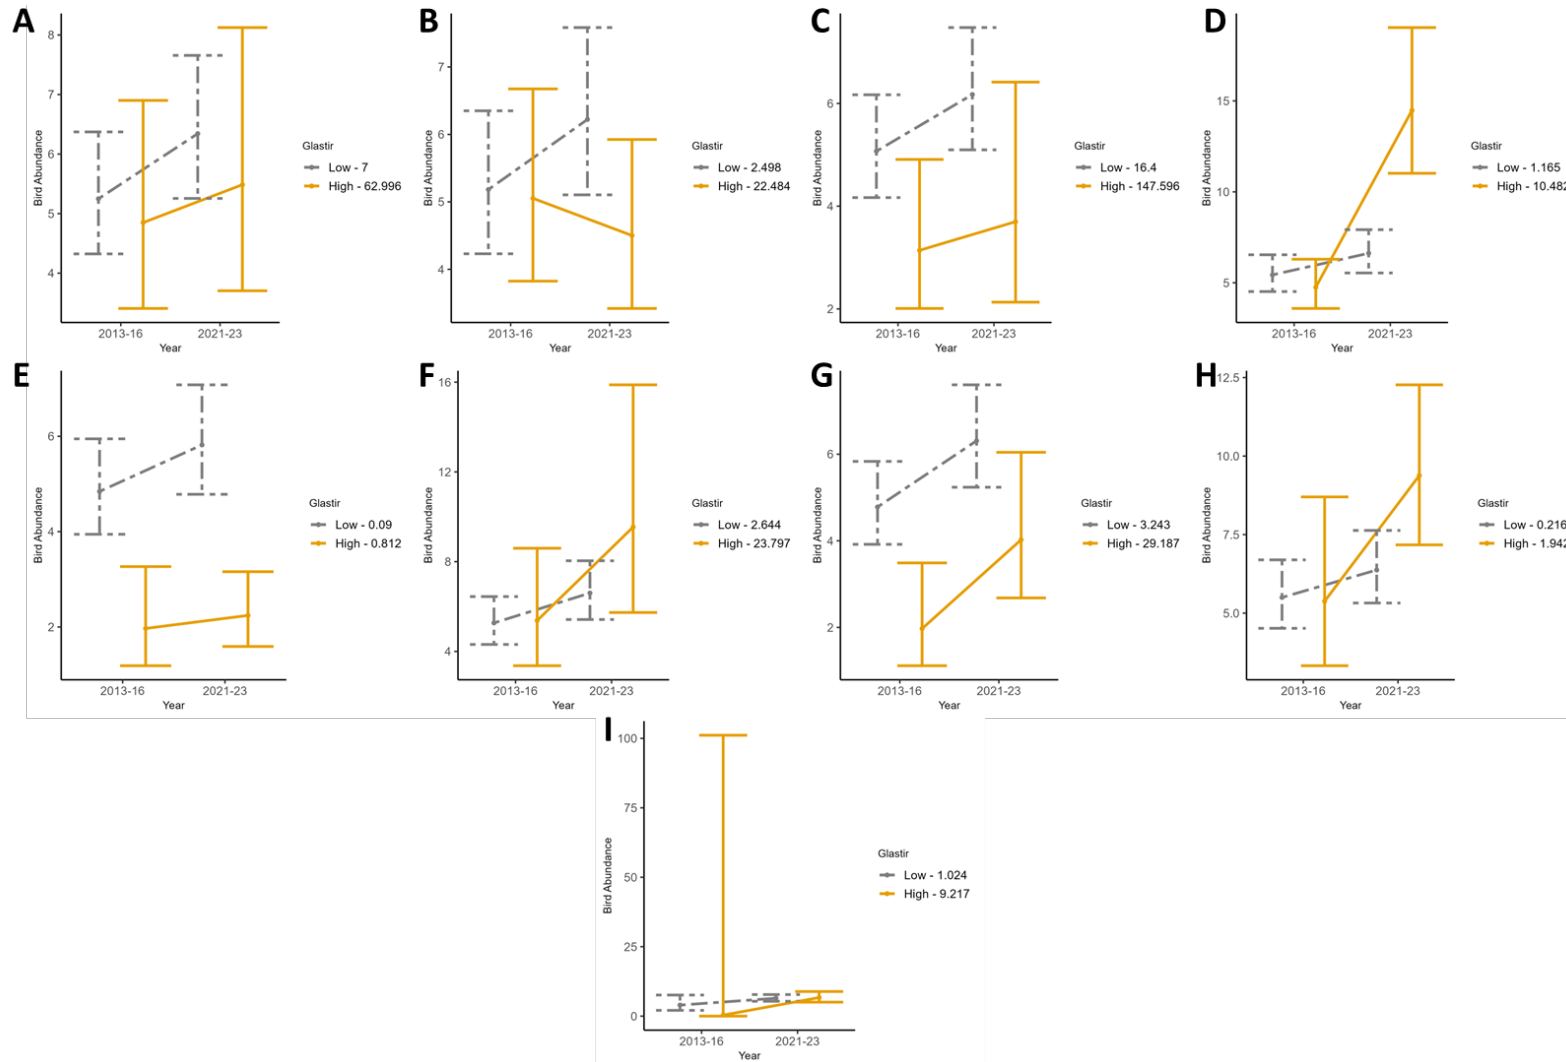 A
8
7
6
5
4
Bird Abundance
2013-16
2021-23
Year
Glastir
Low - 7
High - 62.996
B
7
6
5
4
Bird Abundance
2013-16
2021-23
Year
Glastir
Low - 2.498
High - 22.484
C
6
4
2
Bird Abundance
2013-16
2021-23
Year
Glastir
Low - 16.4
High - 147.596
D
15
10
5
Bird Abundance
2013-16
2021-23
Year
Glastir
Low - 1.165
High - 10.482
E
6
4
2
Bird Abundance
2013-16
2021-23
Year
Glastir
Low - 0.09
High - 0.812
F
16
12
8
4
Bird Abundance
2013-16
2021-23
Year
Glastir
Low - 2.644
High - 23.797
G
6
4
2
Bird Abundance
2013-16
2021-23
Year
Glastir
Low - 3.243
High - 29.187
H
12.5
10.0
7.5
5.0
Bird Abundance
2013-16
2021-23
Year
Glastir
Low - 0.216
High - 1.942
I
100
75
50
25
0
Bird Abundance
2013-16
2021-23
Year
Glastir
Low - 1.024
High - 9.217